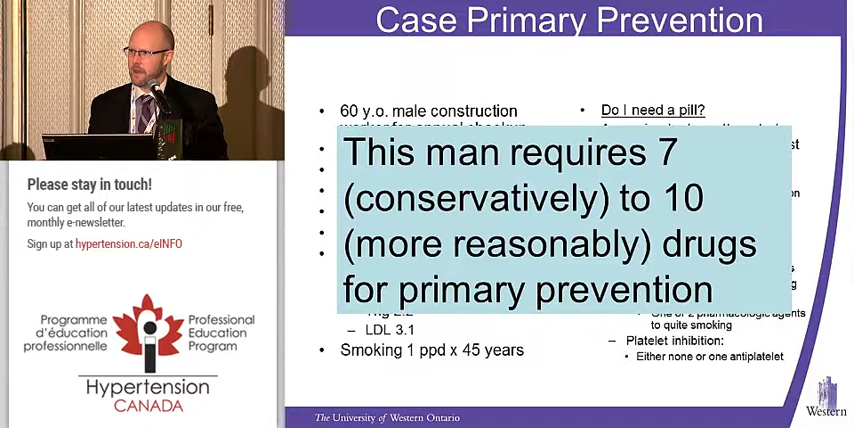 Case Primary Prevention
60 y.o. male construction
worker for annual checkup
This man requires 7
(conservatively) to 10
(more reasonably) drugs
for primary prevention
– LDL 3.1
Smoking 1 ppd x 45 years
Do I need a pill?
One or 2 pharmacologic agents
to quite smoking
– Platelet inhibition:
Either none or one antiplatelet
The University of Western Ontario
Western
Please stay in touch!
You can get all of our latest updates in our free,
monthly e-newsletter.
Sign up at hypertension.ca/eINFO
Programme
d'éducation
professionnelle
Professional
Education
Program
Hypertension
CANADA